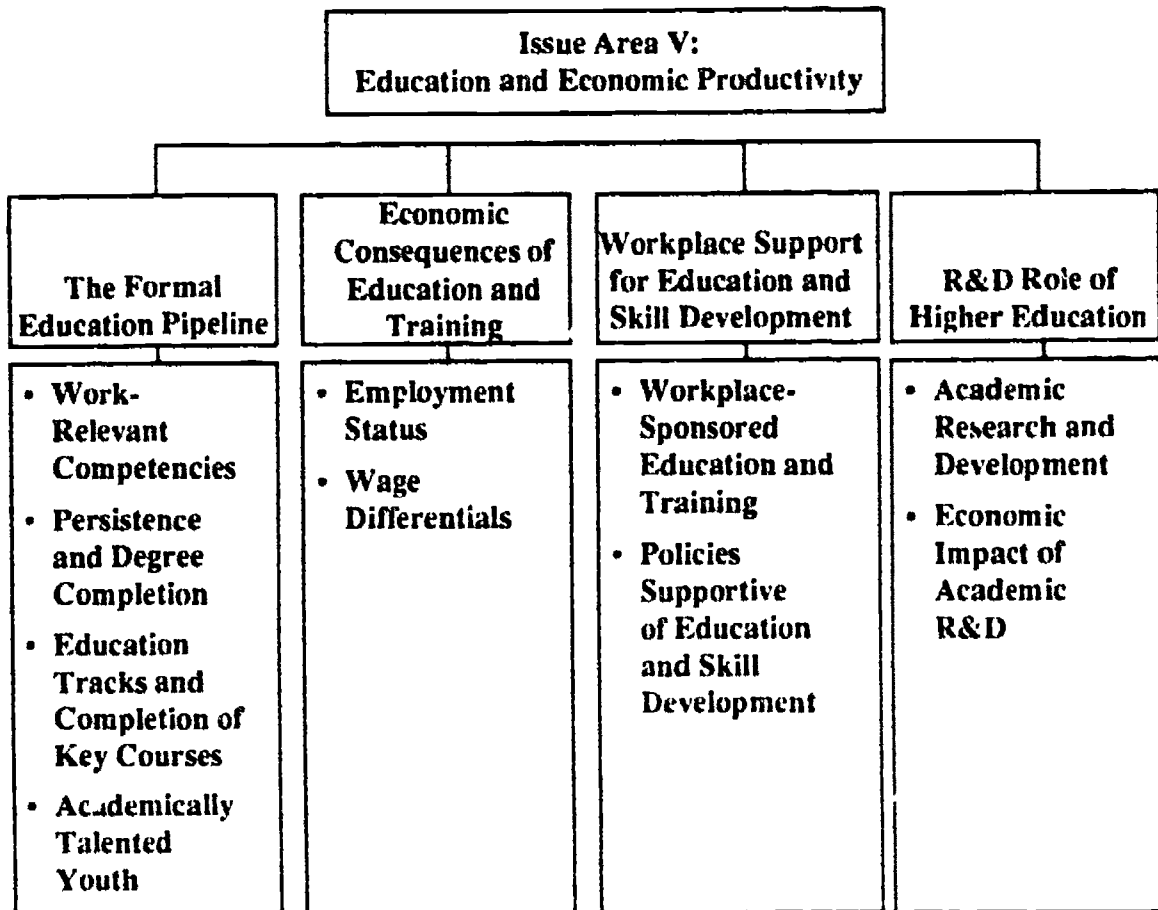 Issue Area V:
Education and Economic Productivity
The Formal
Education Pipeline
Economic
Consequences of
Education and
Training
Workplace Support
for Education and
Skill Development
R&D Role of
Higher Education
• Work-
Relevant
Competencies
• Persistence
and Degree
Completion
• Education
Tracks and
Completion of
Key Courses
• Academically
Talented
Youth
• Employment
Status
• Wage
Differentials
• Workplace-
Sponsored
Education and
Training
• Policies
Supportive
of Education
and Skill
Development
• Academic
Research and
Development
• Economic
Impact of
Academic
R&D